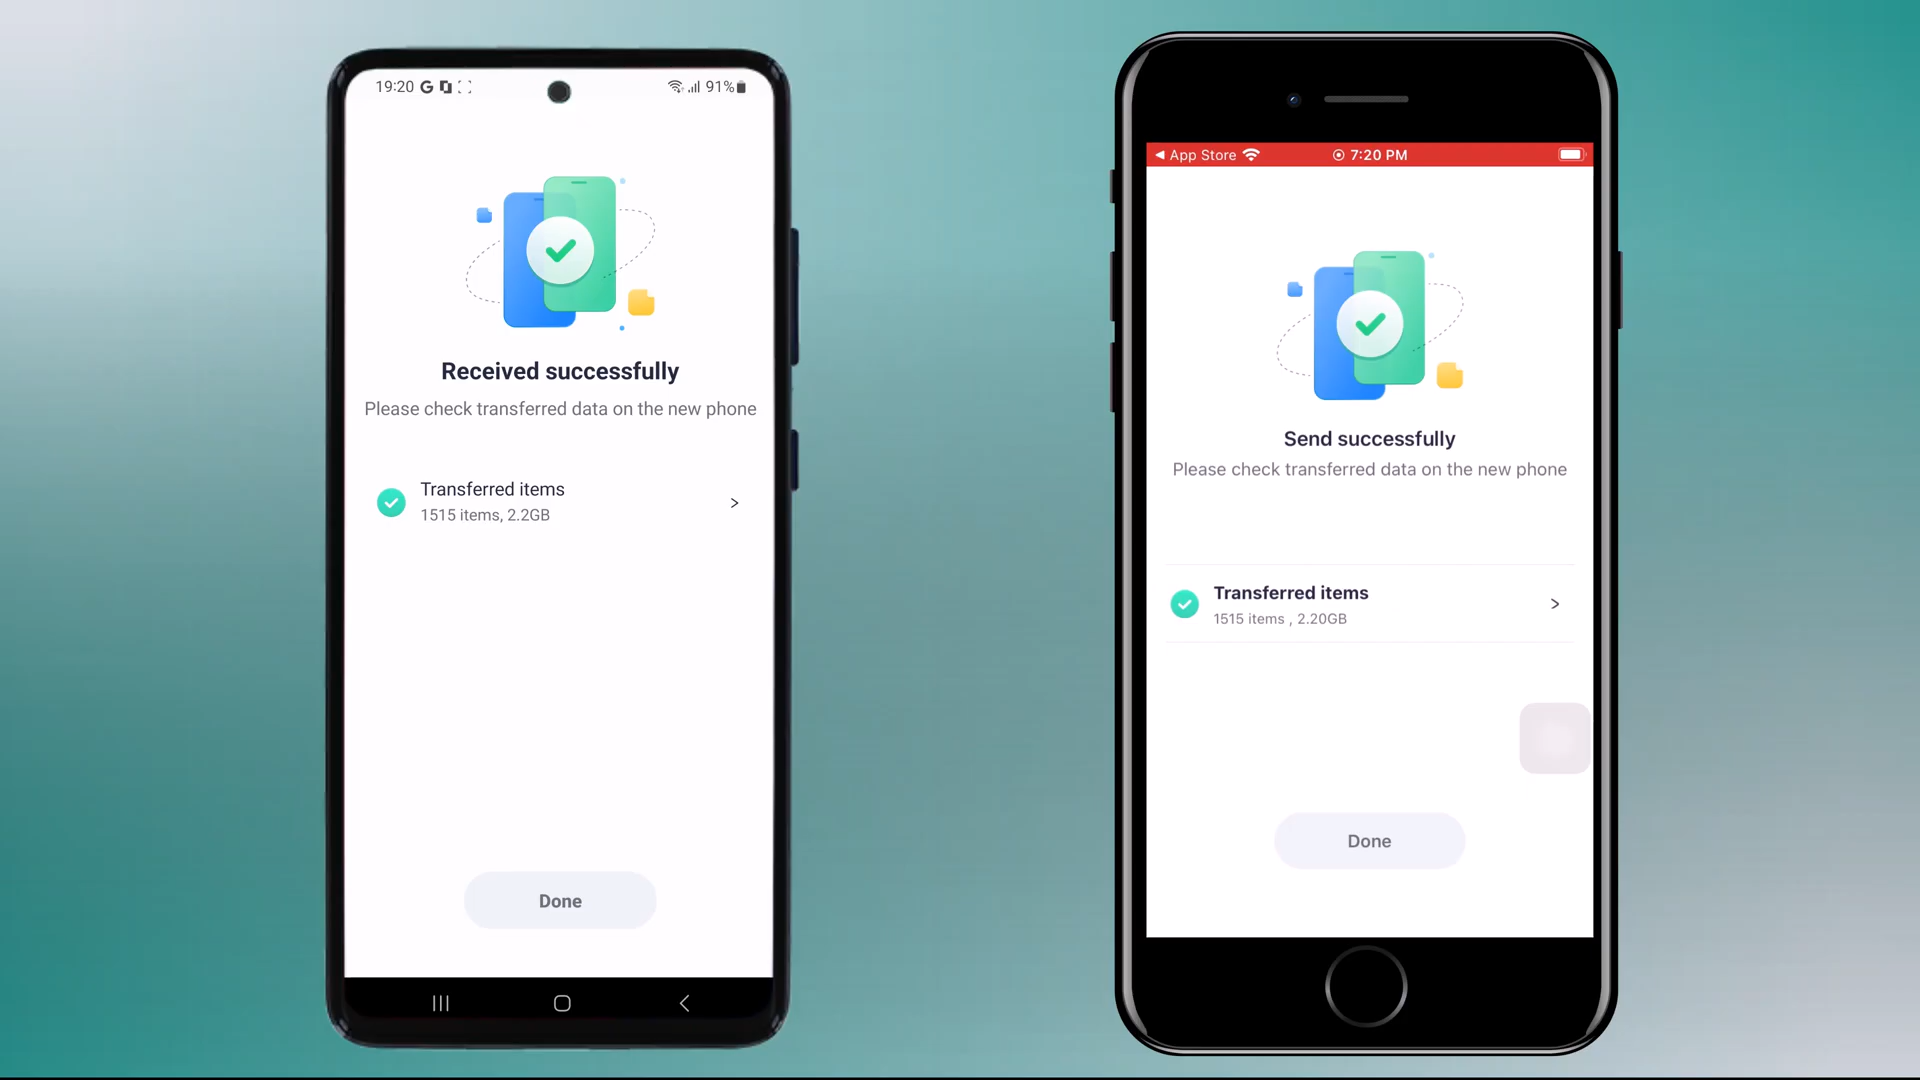 19:20 G 91%
Received successfully
Please check transferred data on the new phone
Transferred items
1515 items, 2.2GB
Done
App Store 7:20 PM
Send successfully
Please check transferred data on the new phone
Transferred items
1515 items , 2.20GB
Done